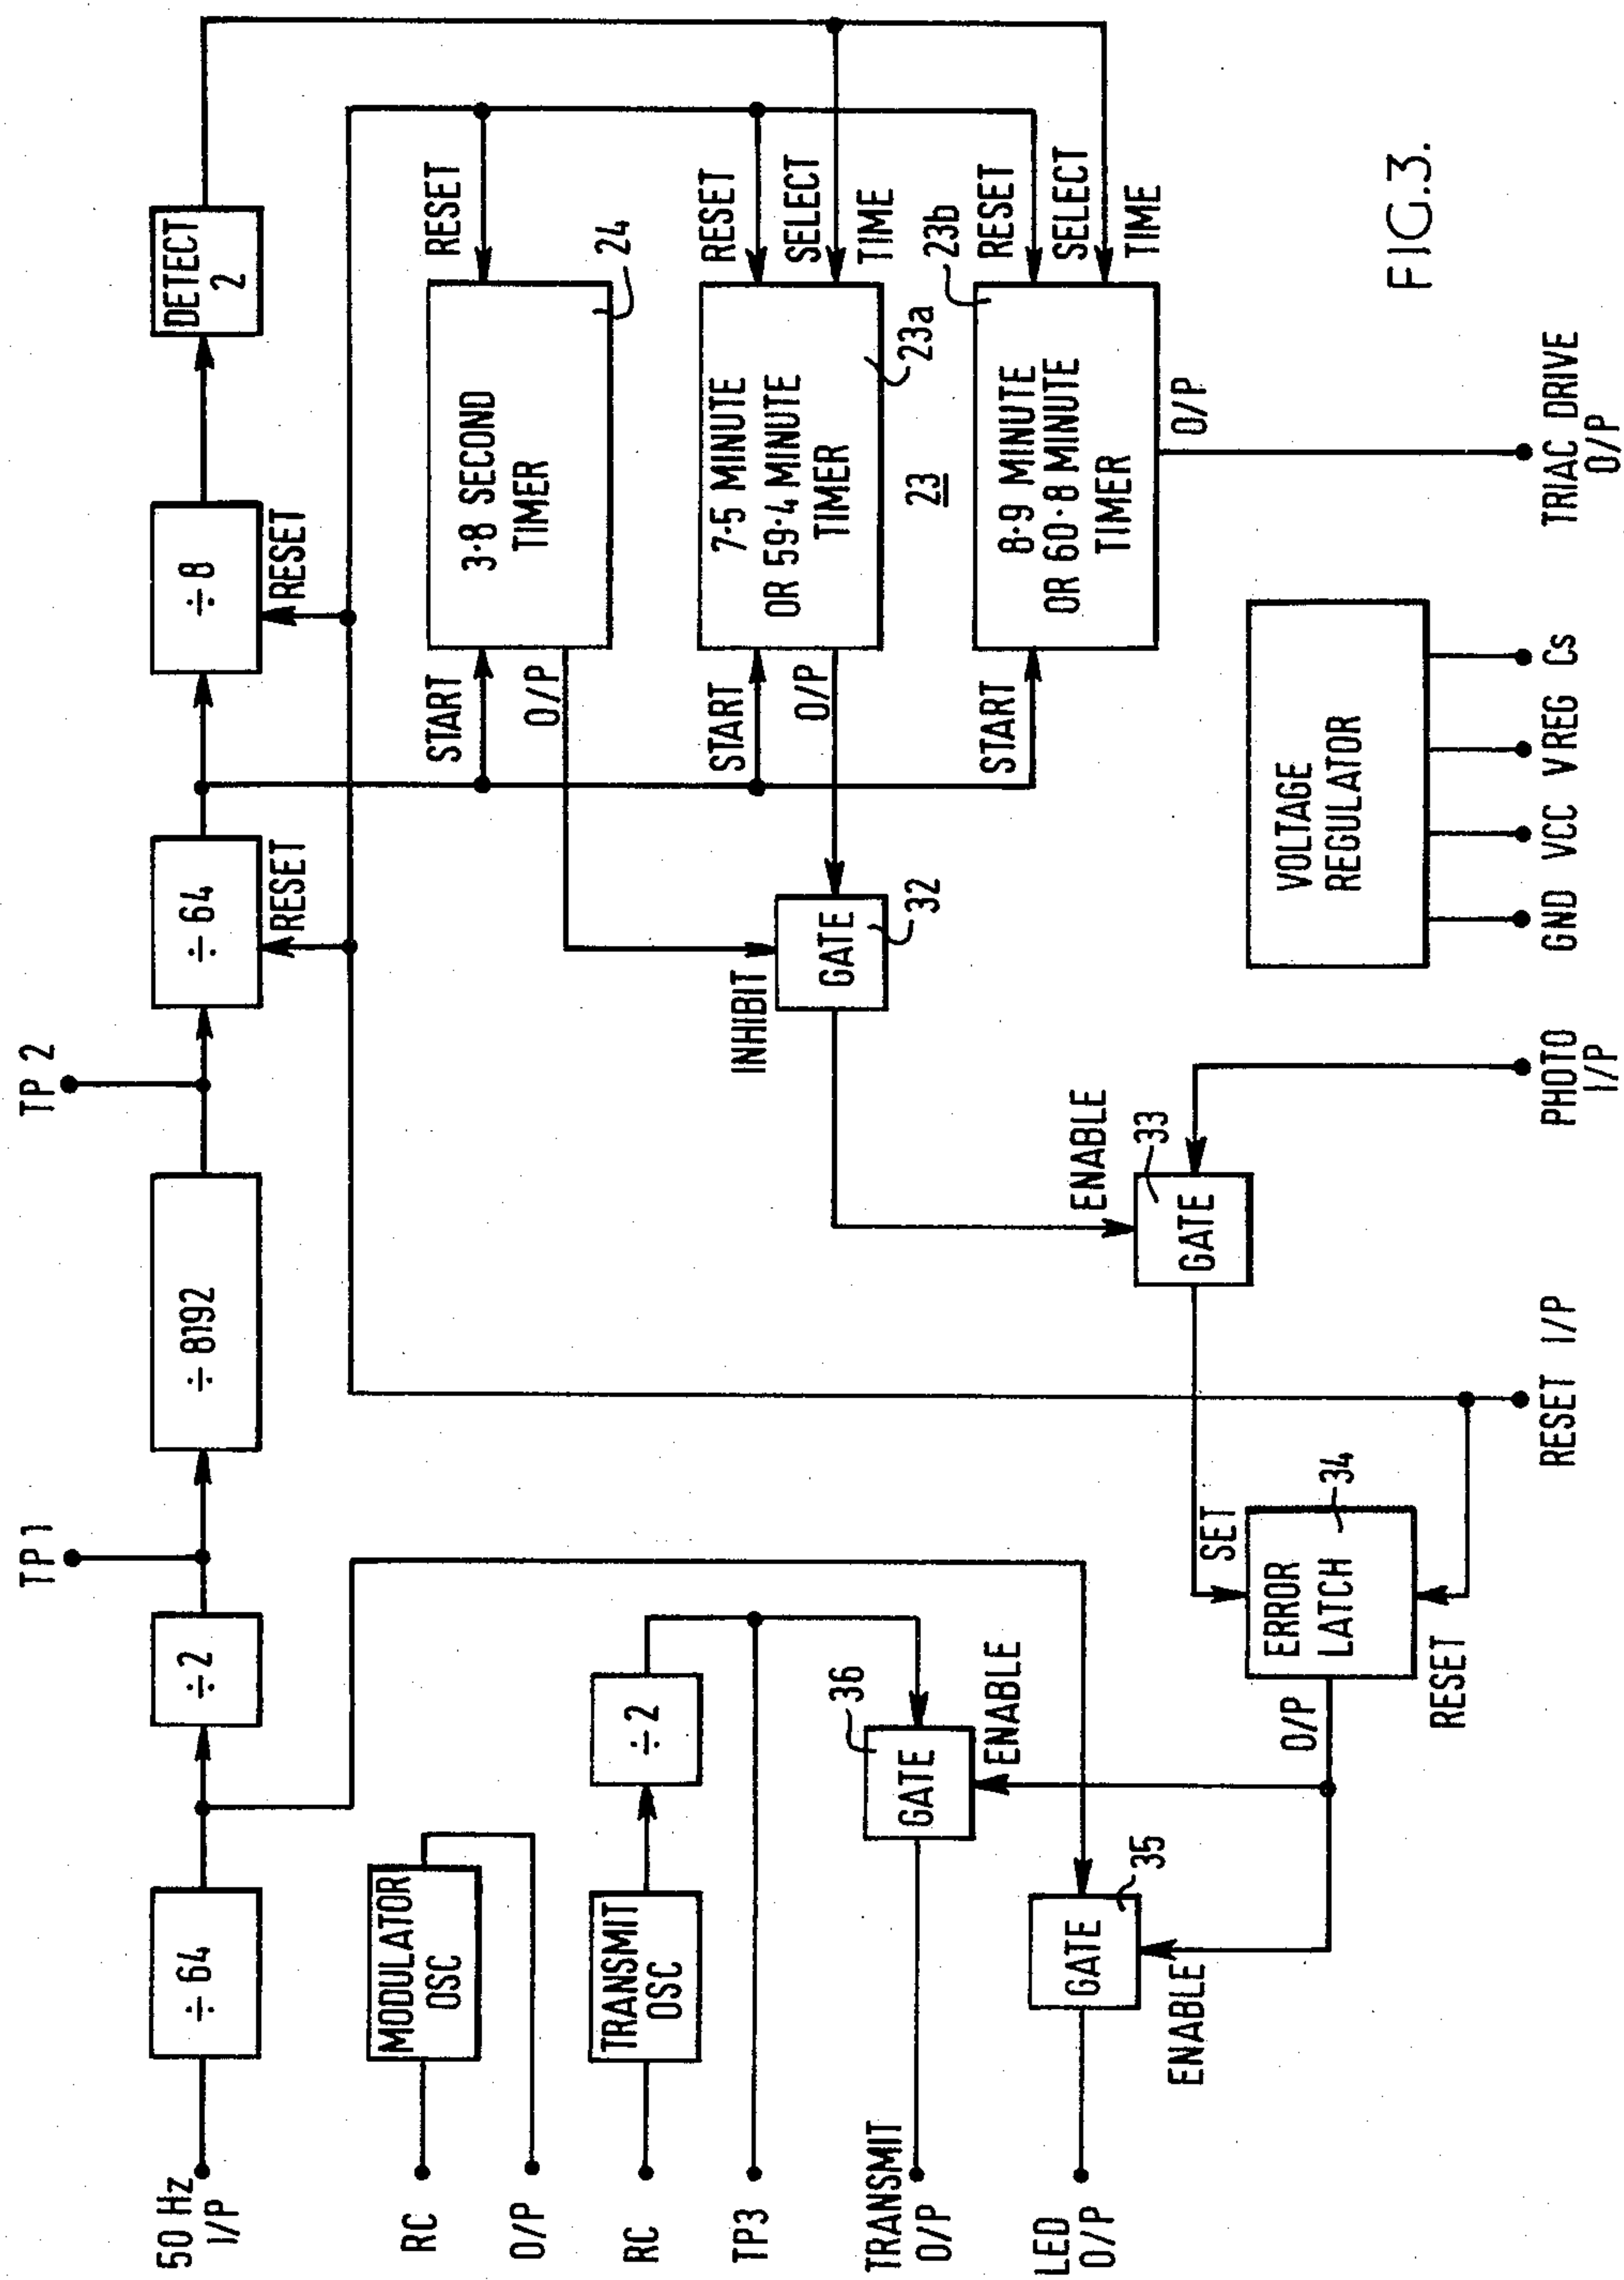 TP 1
TP 2
50 Hz
I/P
÷ 64
÷ 2
÷ 8192
÷ 64
RESET
÷ 8
RESET
DETECT
2
RC
MODULATOR
OSC
O/P
RC
TRANSMIT
OSC
÷ 2
TP3
TRANSMIT
O/P
GATE
36
ENABLE
LED
O/P
GATE
35
ENABLE
START
3·8 SECOND
TIMER
RESET
24
O/P
START
7·5 MINUTE
OR 59·4 MINUTE
TIMER
RESET
SELECT
TIME
23a
O/P
23
INHIBIT
GATE
32
START
8·9 MINUTE
OR 60·8 MINUTE
TIMER
23b
RESET
SELECT
TIME
O/P
ENABLE
GATE
33
SET
ERROR
LATCH
34
O/P
RESET
VOLTAGE
REGULATOR
RESET I/P
PHOTO
I/P
GND
VCC
VREG
Cs
TRIAC DRIVE
O/P
FIG.3.